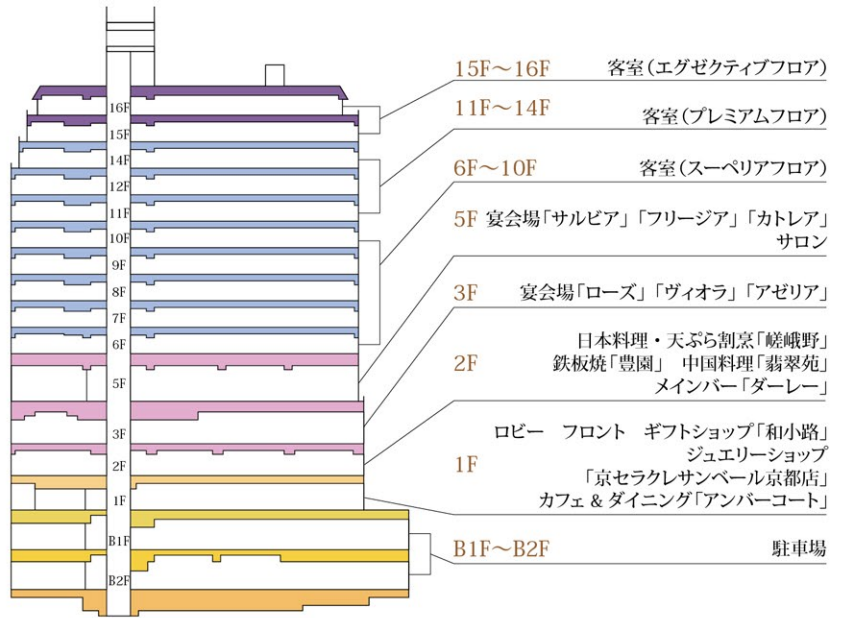 16F
15F
14F
12F
11F
10F
9F
8F
7F
6F
5F
3F
2F
1F
B1F
B2F
15F～16F 客室（エグゼクティブフロア）
11F～14F 客室（プレミアムフロア）
6F～10F 客室（スーペリアフロア）
5F 宴会場「サルビア」「フリージア」「カトレア」
サロン
3F 宴会場「ローズ」「ヴィオラ」「アゼリア」
2F
日本料理・天ぷら割烹「嵯峨野」
鉄板焼「豊園」 中国料理「翡翠苑」
メインバー「ダーレー」
1F
ロビー フロント ギフトショップ「和小路」
ジュエリーショップ
「京セラクレサンベール京都店」
カフェ & ダイニング「アンバーコート」
B1F～B2F 駐車場